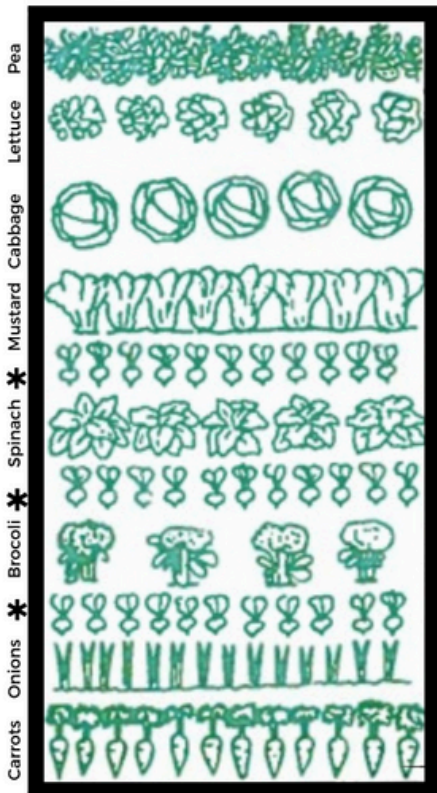 Pea
Lettuce
Cabbage
Mustard
*
Spinach
*
Brocoli
*
Onions
Carrots